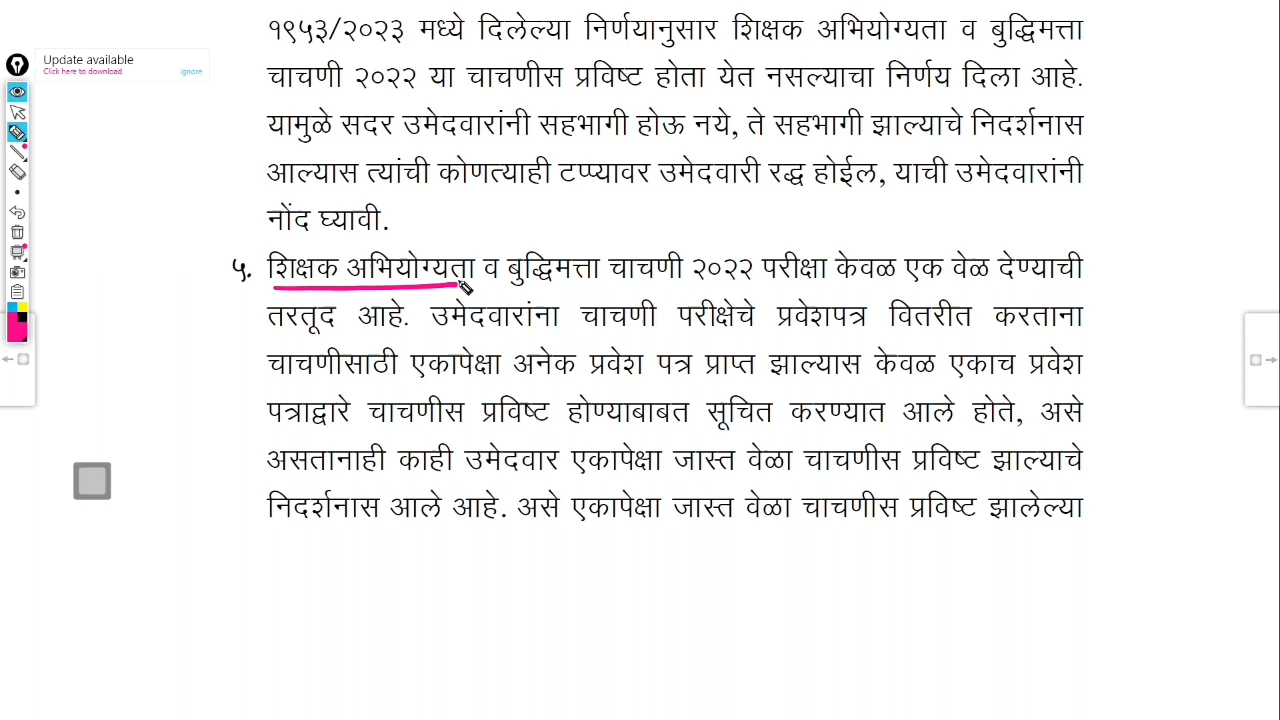 १९५३/२०२३ मध्ये दिलेल्या निर्णयानुसार शिक्षक अभियोग्यता व बुद्धिमत्ता
Update available
Click here to download ignore
चाचणी २०२२ या चाचणीस प्रविष्ट होता येत नसल्याचा निर्णय दिला आहे.
यामुळे सदर उमेदवारांनी सहभागी होऊ नये, ते सहभागी झाल्याचे निदर्शनास
आल्यास त्यांची कोणत्याही टप्प्यावर उमेदवारी रद्ध होईल, याची उमेदवारांनी
नोंद घ्यावी.
५. शिक्षक अभियोग्यता व बुद्धिमत्ता चाचणी २०२२ परीक्षा केवळ एक वेळ देण्याची
तरतूद आहे. उमेदवारांना चाचणी परीक्षेचे प्रवेशपत्र वितरीत करताना
चाचणीसाठी एकापेक्षा अनेक प्रवेश पत्र प्राप्त झाल्यास केवळ एकाच प्रवेश
पत्राद्वारे चाचणीस प्रविष्ट होण्याबाबत सूचित करण्यात आले होते, असे
असतानाही काही उमेदवार एकापेक्षा जास्त वेळा चाचणीस प्रविष्ट झाल्याचे
निदर्शनास आले आहे. असे एकापेक्षा जास्त वेळा चाचणीस प्रविष्ट झालेल्या